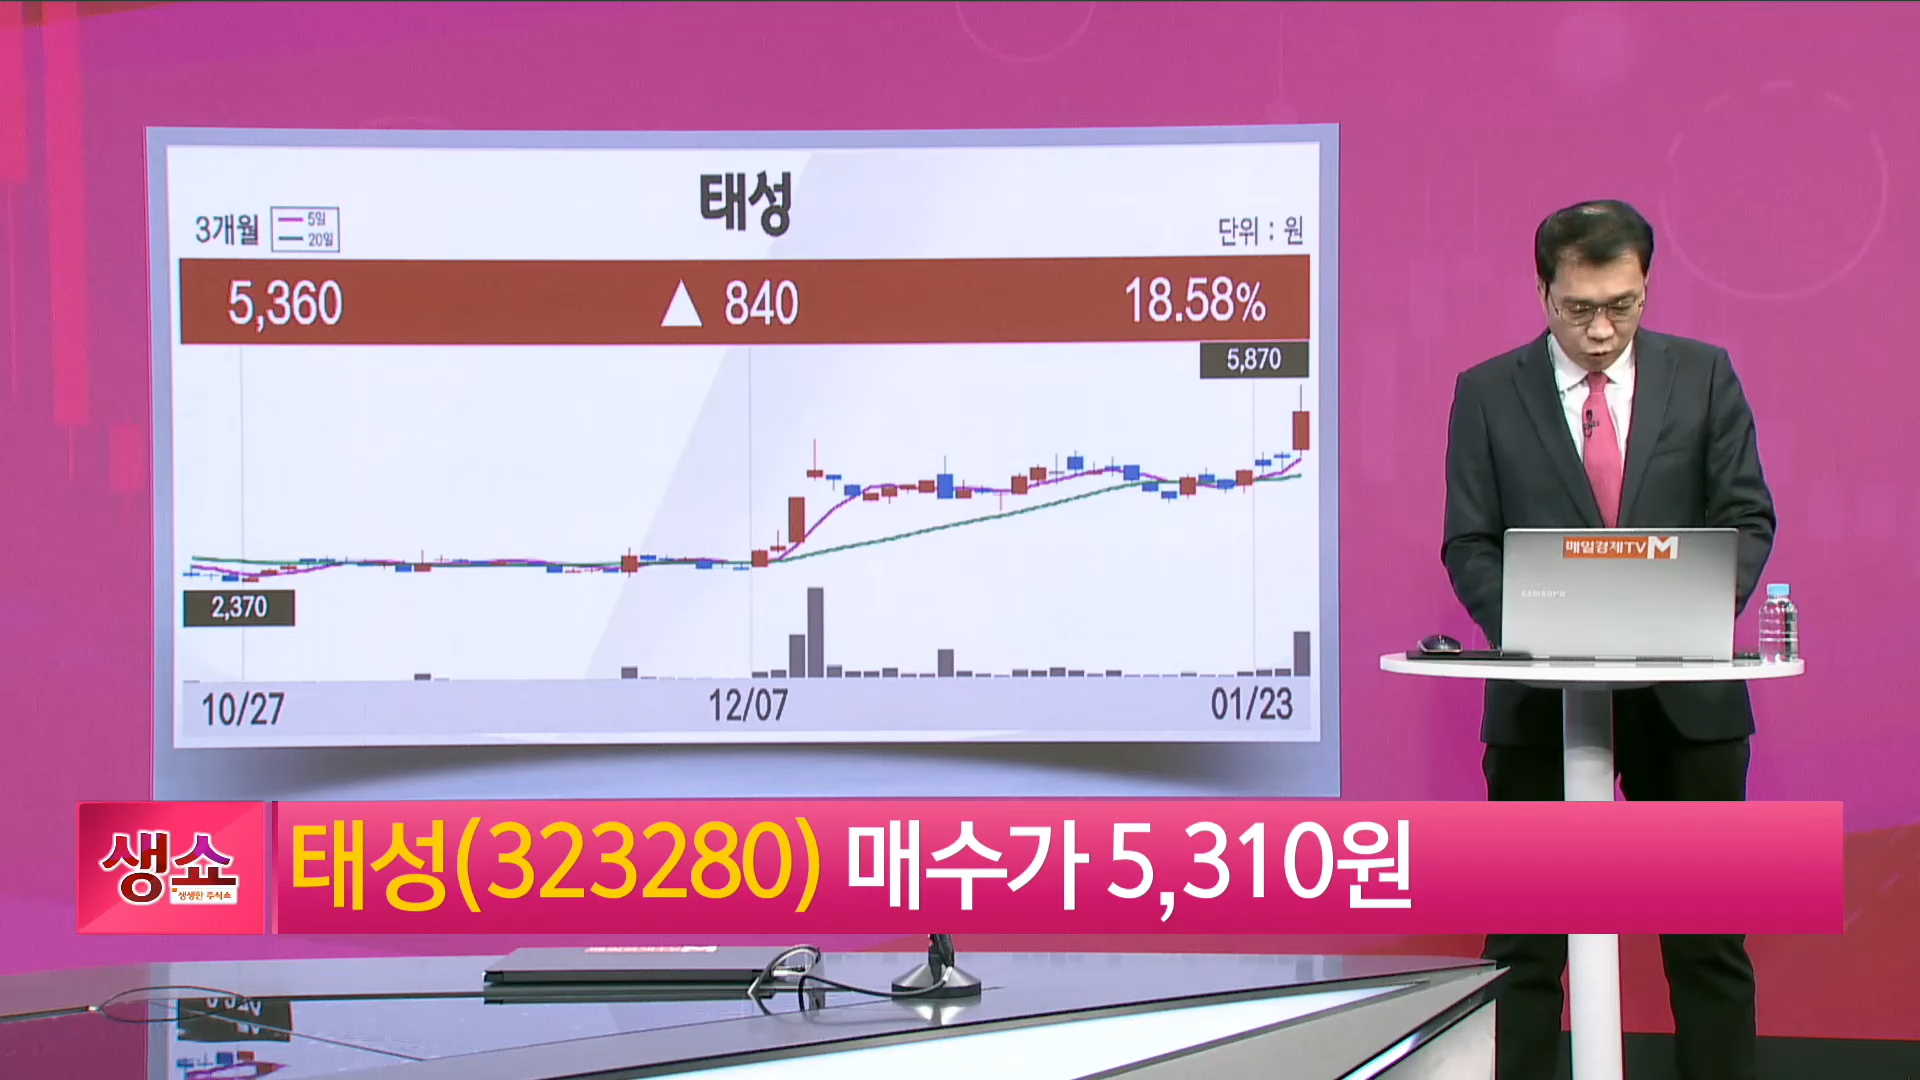 태성
3개월
5일
20일
단위 : 원
5,360 ▲ 840 18.58%
5,870
2,370
10/27 12/07 01/23
매일경제TV M
SAMSUNG
생쇼
생생한 주식쇼
태성(323280) 매수가 5,310원